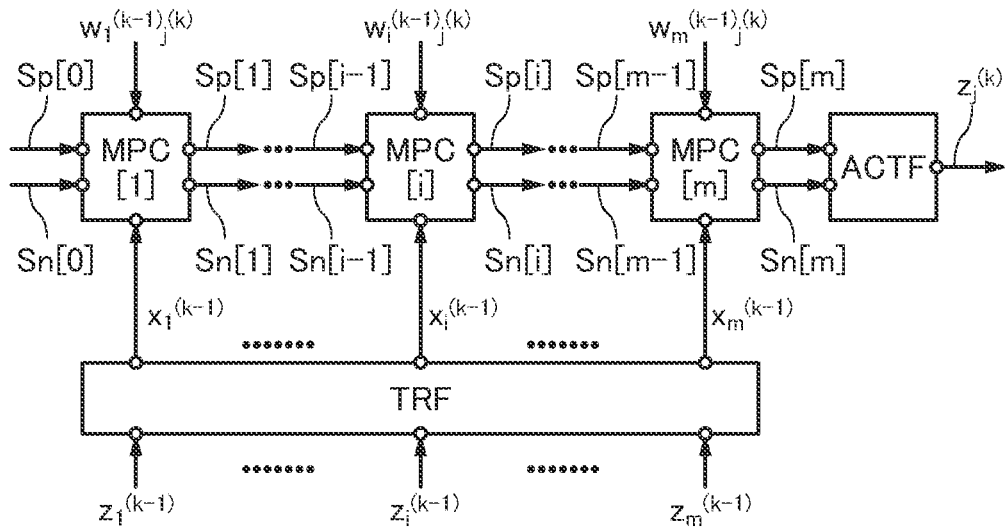 w₁⁽ᵏ⁻¹⁾ⱼ⁽ᵏ⁾ wᵢ⁽ᵏ⁻¹⁾ⱼ⁽ᵏ⁾ wₘ⁽ᵏ⁻¹⁾ⱼ⁽ᵏ⁾
Sp[0] Sp[1] Sp[i-1] Sp[i] Sp[m-1] Sp[m] zⱼ⁽ᵏ⁾
MPC MPC MPC ACTF
[1] [i] [m]
Sn[0] Sn[1] Sn[i-1] Sn[i] Sn[m-1] Sn[m]
x₁⁽ᵏ⁻¹⁾ xᵢ⁽ᵏ⁻¹⁾ xₘ⁽ᵏ⁻¹⁾
TRF
z₁⁽ᵏ⁻¹⁾ zᵢ⁽ᵏ⁻¹⁾ zₘ⁽ᵏ⁻¹⁾